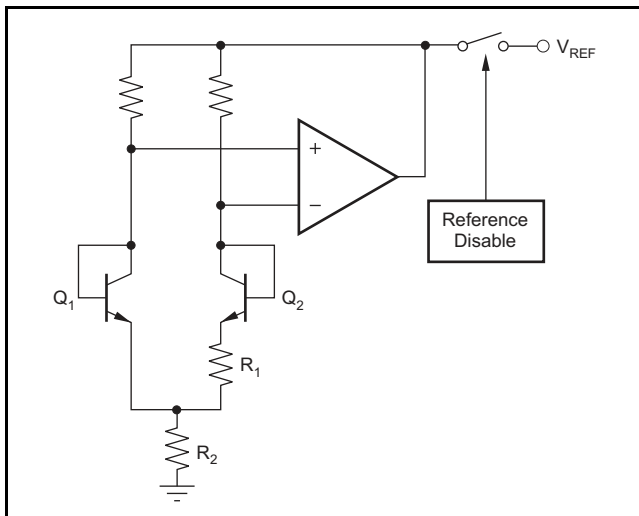 V_REF
+
−
Reference
Disable
Q_1
Q_2
R_1
R_2